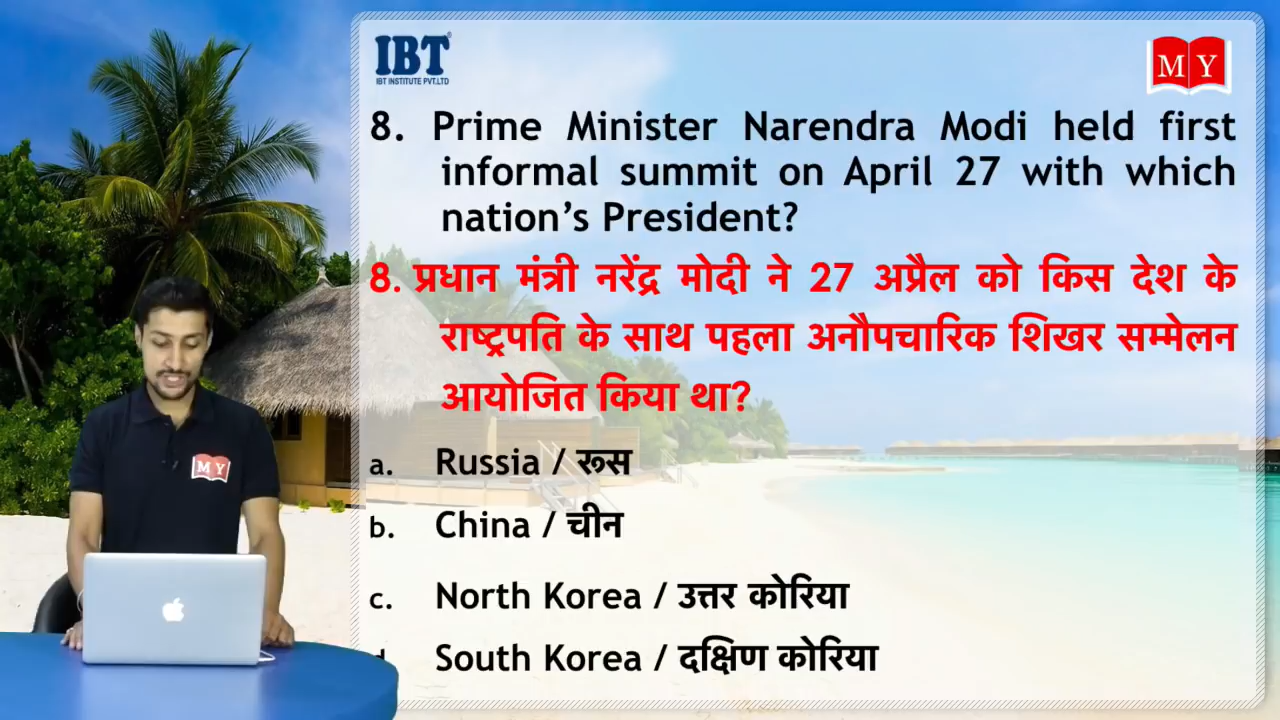 IBT
IBT INSTITUTE PVT.LTD
M Y
8. Prime Minister Narendra Modi held first
informal summit on April 27 with which
nation’s President?
8. प्रधान मंत्री नरेंद्र मोदी ने 27 अप्रैल को किस देश के
राष्ट्रपति के साथ पहला अनौपचारिक शिखर सम्मेलन
आयोजित किया था?
a. Russia / रूस
b. China / चीन
c. North Korea / उत्तर कोरिया
South Korea / दक्षिण कोरिया
M Y